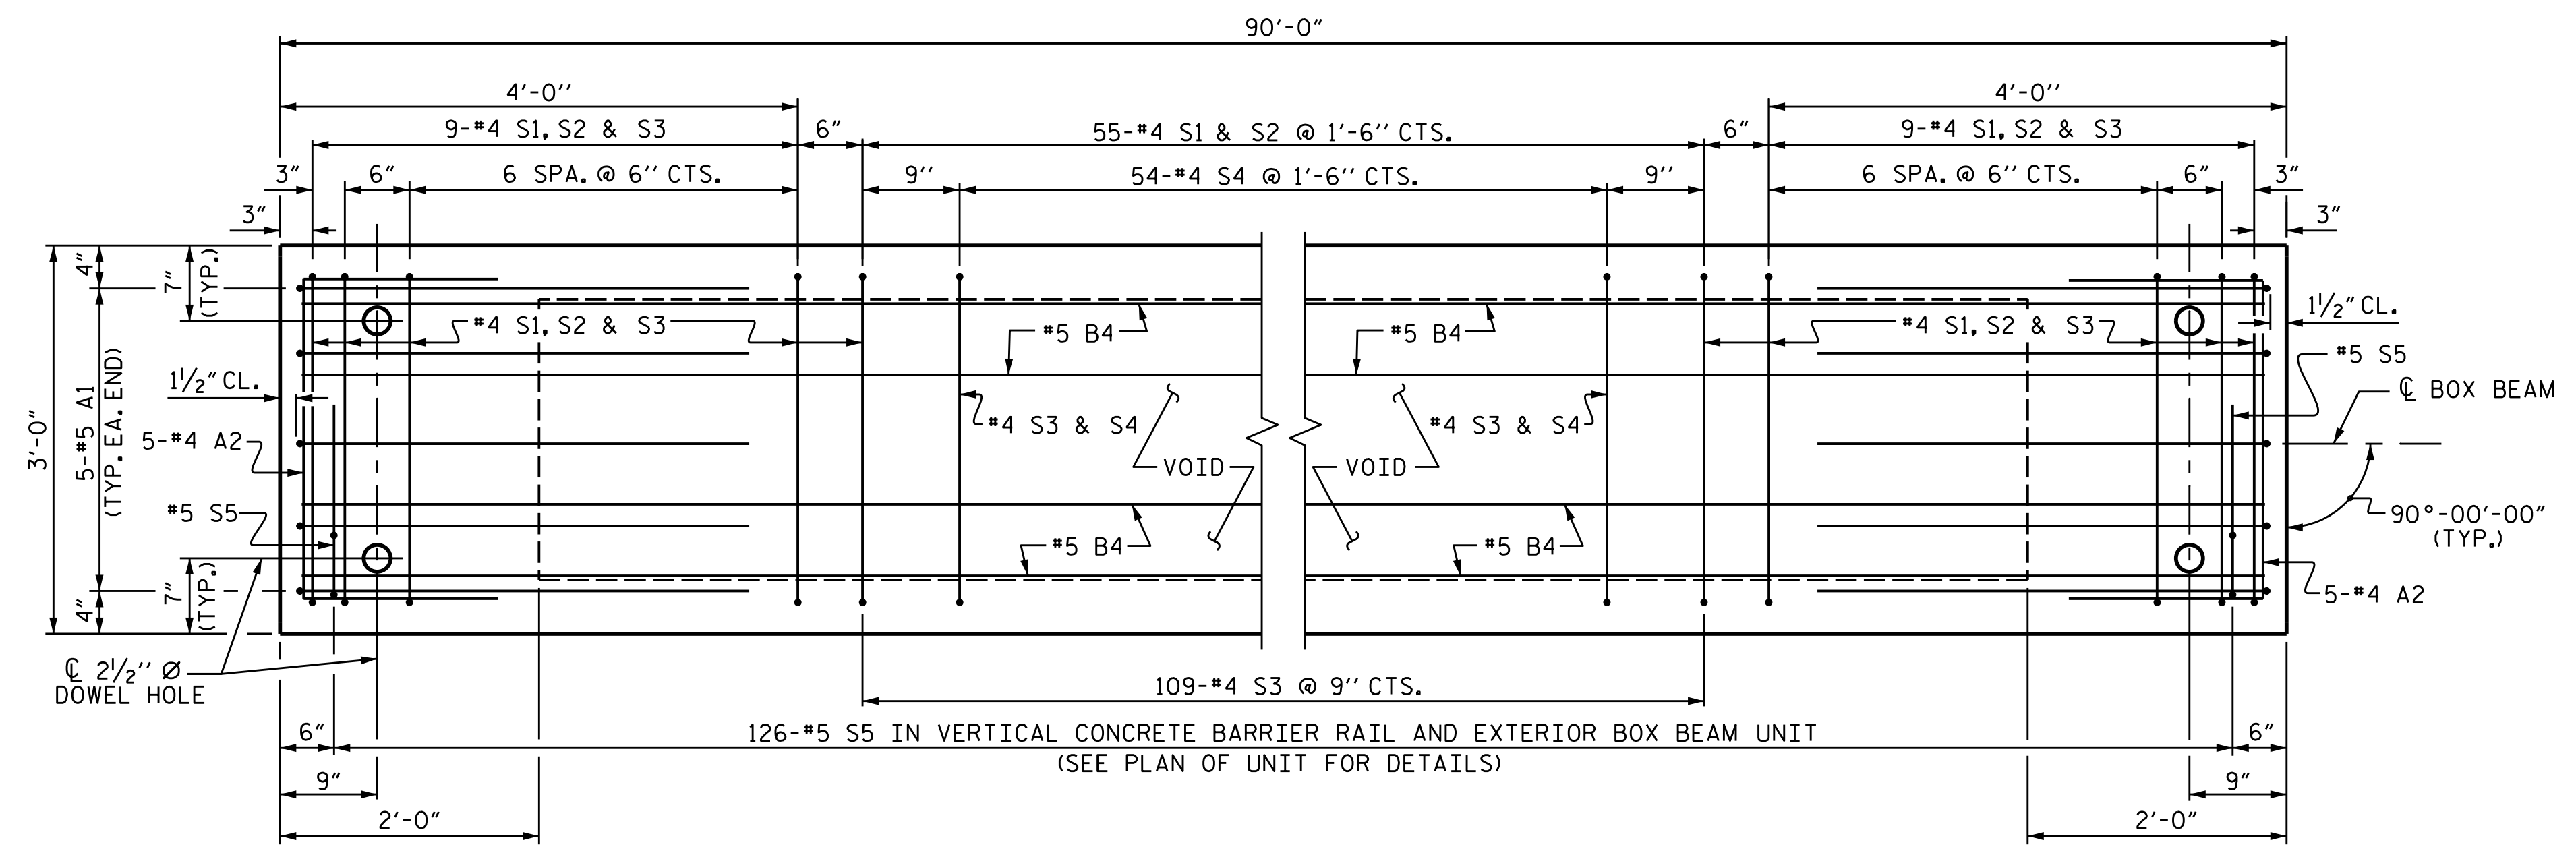 90'-0"
4'-0''
4'-0''
9-#4 S1, S2 & S3
6"
55-#4 S1 & S2 @ 1'-6'' CTS.
6"
9-#4 S1, S2 & S3
3"
6"
6 SPA. @ 6'' CTS.
9''
54-#4 S4 @ 1'-6'' CTS.
9''
6 SPA. @ 6'' CTS.
6"
3"
3"
3"
4"
7"
(TYP.)
#4 S1, S2 & S3
#5 B4
#5 B4
#4 S1, S2 & S3
1½" CL.
#5 S5
℄ BOX BEAM
1½" CL.
3'-0"
5-#5 A1
(TYP. EA. END)
5-#4 A2
#4 S3 & S4
#4 S3 & S4
VOID
VOID
#5 S5
90°-00'-00"
(TYP.)
#5 B4
#5 B4
5-#4 A2
4"
7"
(TYP.)
℄ 2½'' Ø
DOWEL HOLE
109-#4 S3 @ 9'' CTS.
6"
126-#5 S5 IN VERTICAL CONCRETE BARRIER RAIL AND EXTERIOR BOX BEAM UNIT
6"
(SEE PLAN OF UNIT FOR DETAILS)
9"
9"
2'-0"
2'-0"